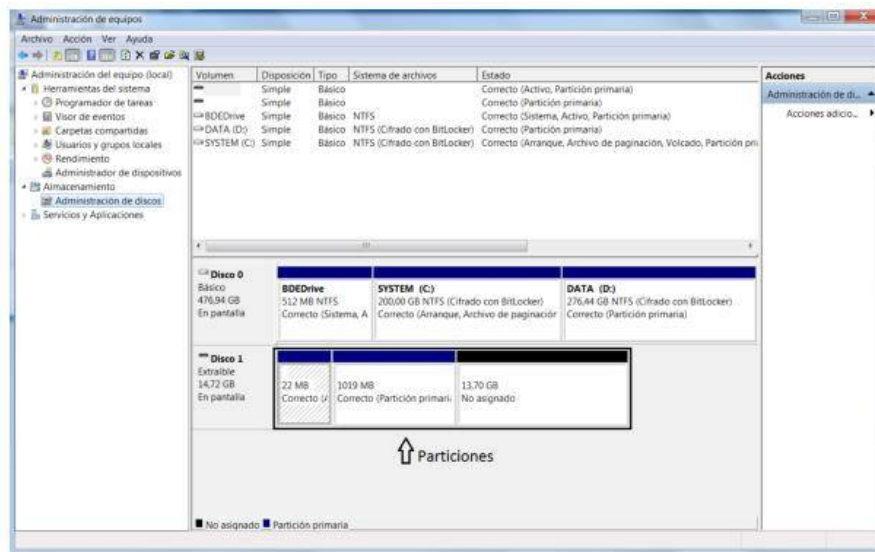 Administración de equipos
Archivo Acción Ver Ayuda
Administración del equipo (local)
Herramientas del sistema
Programador de tareas
Visor de eventos
Carpetas compartidas
Usuarios y grupos locales
Rendimiento
Administrador de dispositivos
Almacenamiento
Administración de discos
Servicios y Aplicaciones
Volumen Disposición Tipo Sistema de archivos Estado
Simple Básico Correcto (Activo, Partición primaria)
Simple Básico Correcto (Partición primaria)
BDEDrive Simple Básico NTFS Correcto (Sistema, Activo, Partición primaria)
DATA (D:) Simple Básico NTFS (Cifrado con BitLocker) Correcto (Partición primaria)
SYSTEM (C:) Simple Básico NTFS (Cifrado con BitLocker) Correcto (Arranque, Archivo de paginación, Volcado, Partición pri
Acciones
Administración de di...
Acciones adicio...
Disco 0
Básico
476,94 GB
En pantalla
BDEDrive
512 MB NTFS
Correcto (Sistema, A
SYSTEM (C:)
200,00 GB NTFS (Cifrado con BitLocker)
Correcto (Arranque, Archivo de paginación
DATA (D:)
276,44 GB NTFS (Cifrado con BitLocker)
Correcto (Partición primaria)
Disco 1
Extraíble
14,72 GB
En pantalla
22 MB
Correcto (A
1019 MB
Correcto (Partición primari
13,70 GB
No asignado
Particiones
No asignado Partición primaria